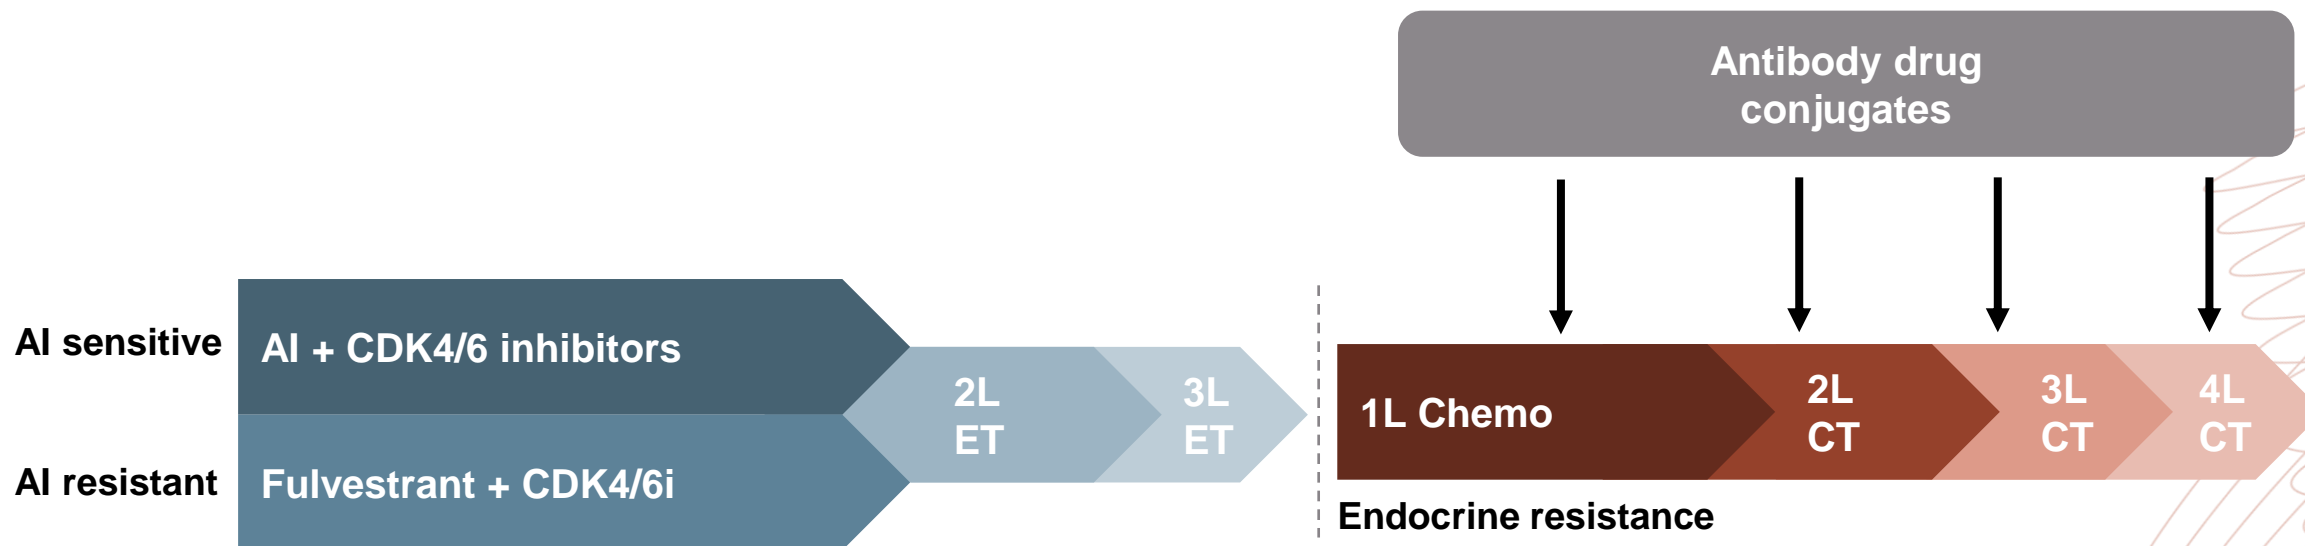 Antibody drug
conjugates
AI sensitive
AI + CDK4/6 inhibitors
AI resistant
Fulvestrant + CDK4/6i
2L
ET
3L
ET
1L Chemo
2L
CT
3L
CT
4L
CT
Endocrine resistance